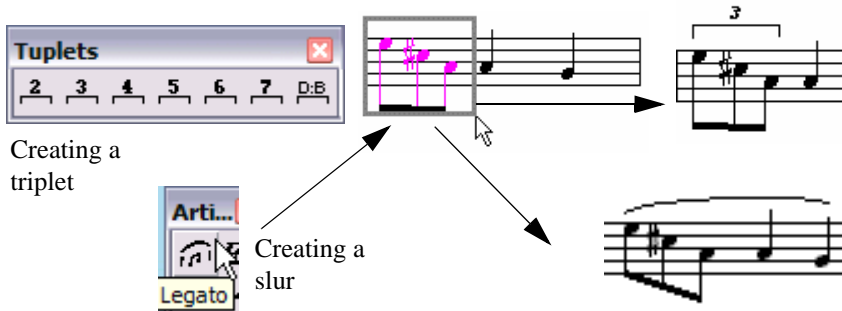 Tuplets
2 3 4 5 6 7 D:B
3
Creating a
triplet
Arti...
Creating a
slur
Legato